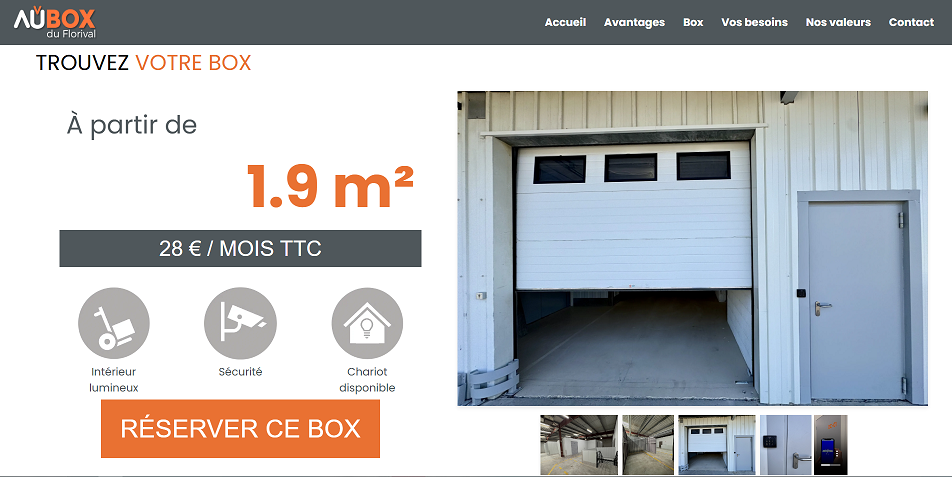 AÛBOX
du Florival
Accueil Avantages Box Vos besoins Nos valeurs Contact
TROUVEZ VOTRE BOX
À partir de
1.9 m²
28 € / MOIS TTC
Intérieur lumineux
Sécurité
Chariot disponible
RÉSERVER CE BOX